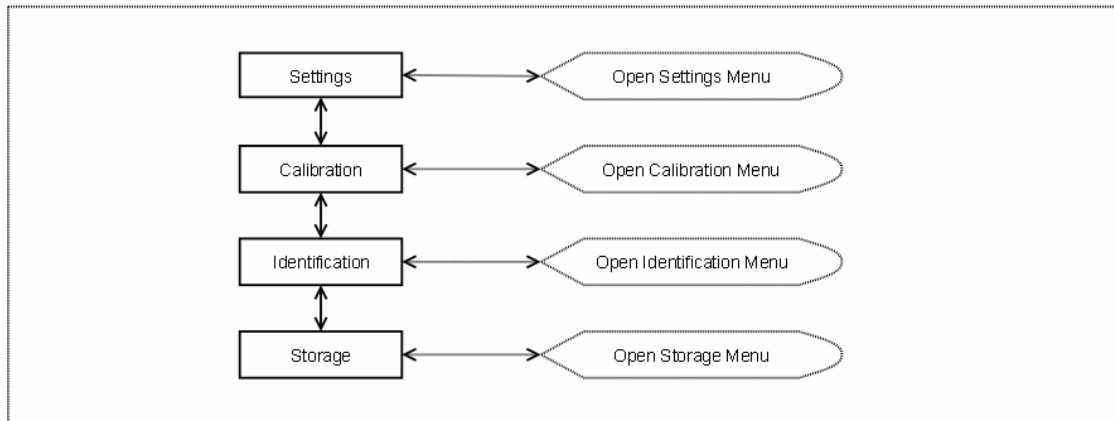 Settings
Open Settings Menu
Calibration
Open Calibration Menu
Identification
Open Identification Menu
Storage
Open Storage Menu